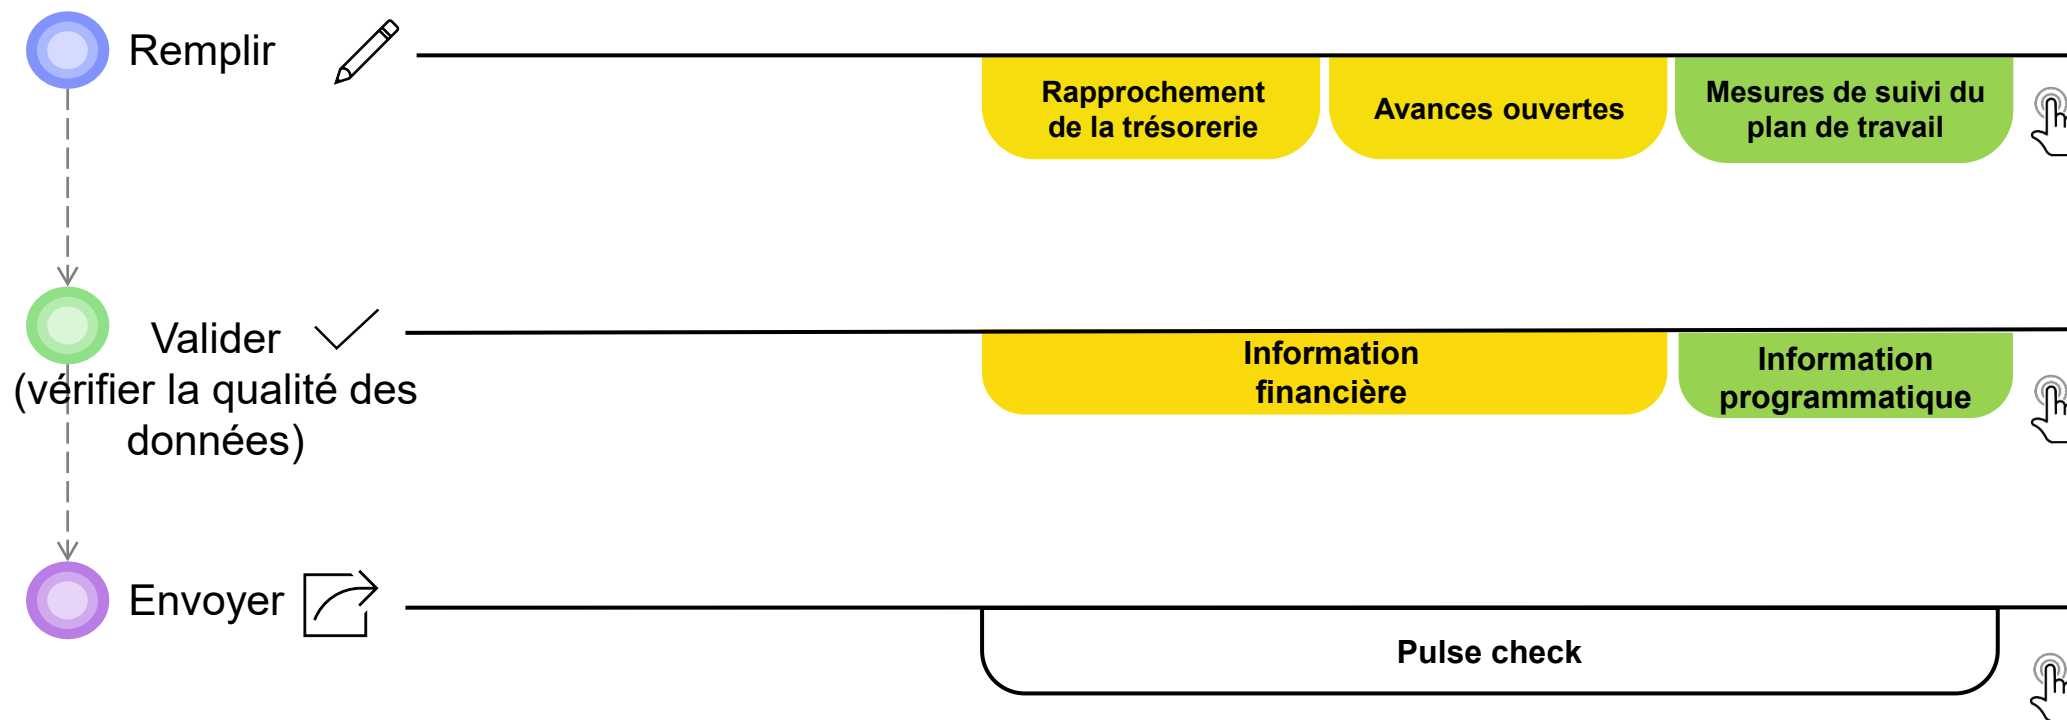 Remplir
Rapprochement
de la trésorerie
Avances ouvertes
Mesures de suivi du
plan de travail
Valider
(vérifier la qualité des
données)
Information
financière
Information
programmatique
Envoyer
Pulse check